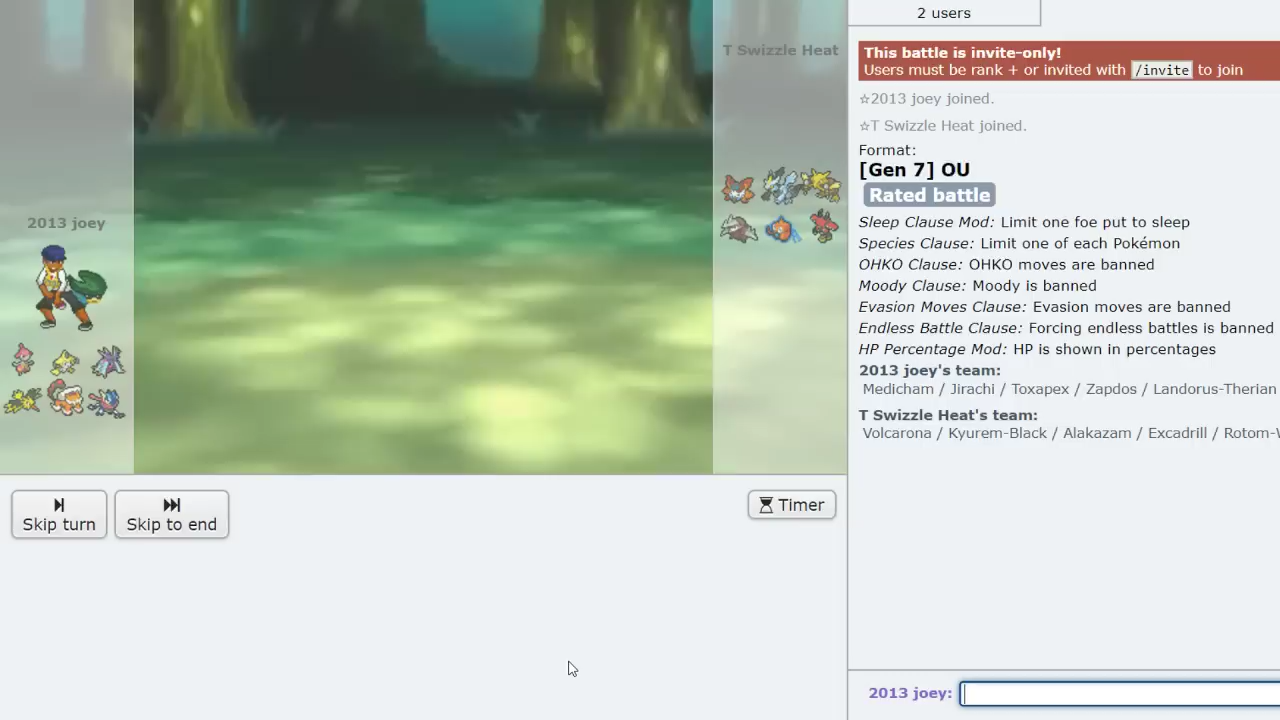 2 users
T Swizzle Heat
This battle is invite-only!
Users must be rank + or invited with /invite to join
☆2013 joey joined.
☆T Swizzle Heat joined.
Format:
[Gen 7] OU
Rated battle
Sleep Clause Mod: Limit one foe put to sleep
2013 joey
Species Clause: Limit one of each Pokémon
OHKO Clause: OHKO moves are banned
Moody Clause: Moody is banned
Evasion Moves Clause: Evasion moves are banned
Endless Battle Clause: Forcing endless battles is banned
HP Percentage Mod: HP is shown in percentages
2013 joey's team:
Medicham / Jirachi / Toxapex / Zapdos / Landorus-Therian
T Swizzle Heat's team:
Volcarona / Kyurem-Black / Alakazam / Excadrill / Rotom-W
Skip turn
Skip to end
Timer
2013 joey: